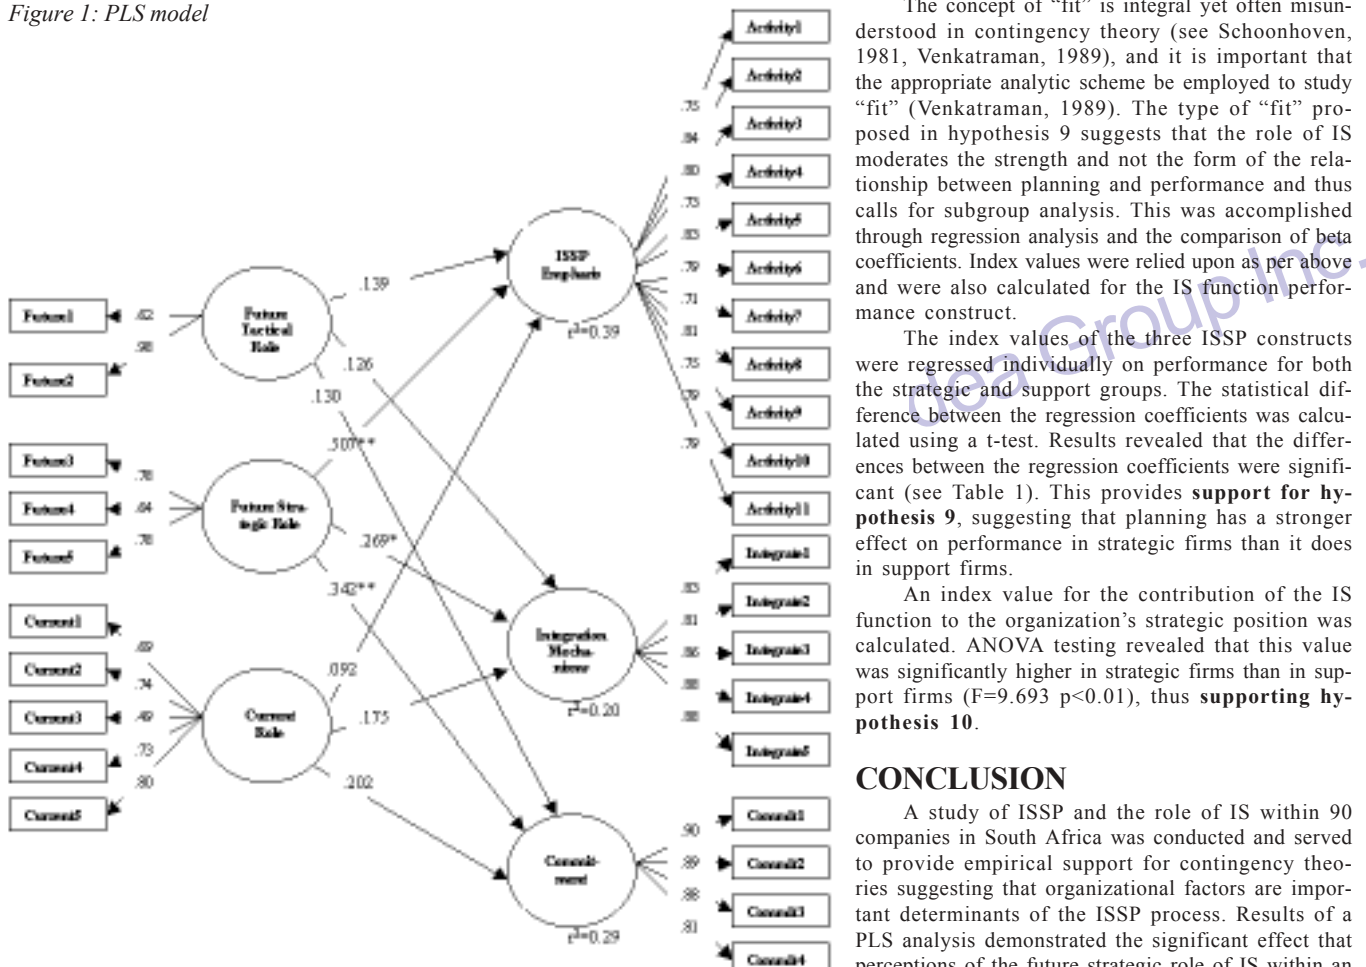 Figure 1: PLS model
Activity1
Activity2
Activity3
Activity4
Activity5
Activity6
Activity7
Activity8
Activity9
Activity10
Activity11
.75
.84
.80
.73
.83
.79
.71
.81
.75
.79
.79
ISSP
Emphasis
r²=0.39
Future1
Future2
.62
.98
Future
Tactical
Role
.139
.126
.130
Future3
Future4
Future5
.78
.64
.78
Future Stra-
tegic Role
.507**
.269*
.342**
Current1
Current2
Current3
Current4
Current5
.69
.74
.49
.73
.80
Current
Role
.092
.175
.202
Integration
Mecha-
nisms
r²=0.20
Integrate1
Integrate2
Integrate3
Integrate4
Integrate5
.83
.81
.86
.88
.88
Commit-
ment
r²=0.29
Commit1
Commit2
Commit3
Commit4
.90
.89
.88
.81
The concept of “fit” is integral yet often misun-
derstood in contingency theory (see Schoonhoven,
1981, Venkatraman, 1989), and it is important that
the appropriate analytic scheme be employed to study
“fit” (Venkatraman, 1989). The type of “fit” pro-
posed in hypothesis 9 suggests that the role of IS
moderates the strength and not the form of the rela-
tionship between planning and performance and thus
calls for subgroup analysis. This was accomplished
through regression analysis and the comparison of beta
coefficients. Index values were relied upon as per above
and were also calculated for the IS function perfor-
mance construct.
The index values of the three ISSP constructs
were regressed individually on performance for both
the strategic and support groups. The statistical dif-
ference between the regression coefficients was calcu-
lated using a t-test. Results revealed that the differ-
ences between the regression coefficients were signifi-
cant (see Table 1). This provides support for hy-
pothesis 9, suggesting that planning has a stronger
effect on performance in strategic firms than it does
in support firms.
An index value for the contribution of the IS
function to the organization’s strategic position was
calculated. ANOVA testing revealed that this value
was significantly higher in strategic firms than in sup-
port firms (F=9.693 p<0.01), thus supporting hy-
pothesis 10.
CONCLUSION
A study of ISSP and the role of IS within 90
companies in South Africa was conducted and served
to provide empirical support for contingency theo-
ries suggesting that organizational factors are impor-
tant determinants of the ISSP process. Results of a
PLS analysis demonstrated the significant effect that
perceptions of the future strategic role of IS within an
dea Group Inc.